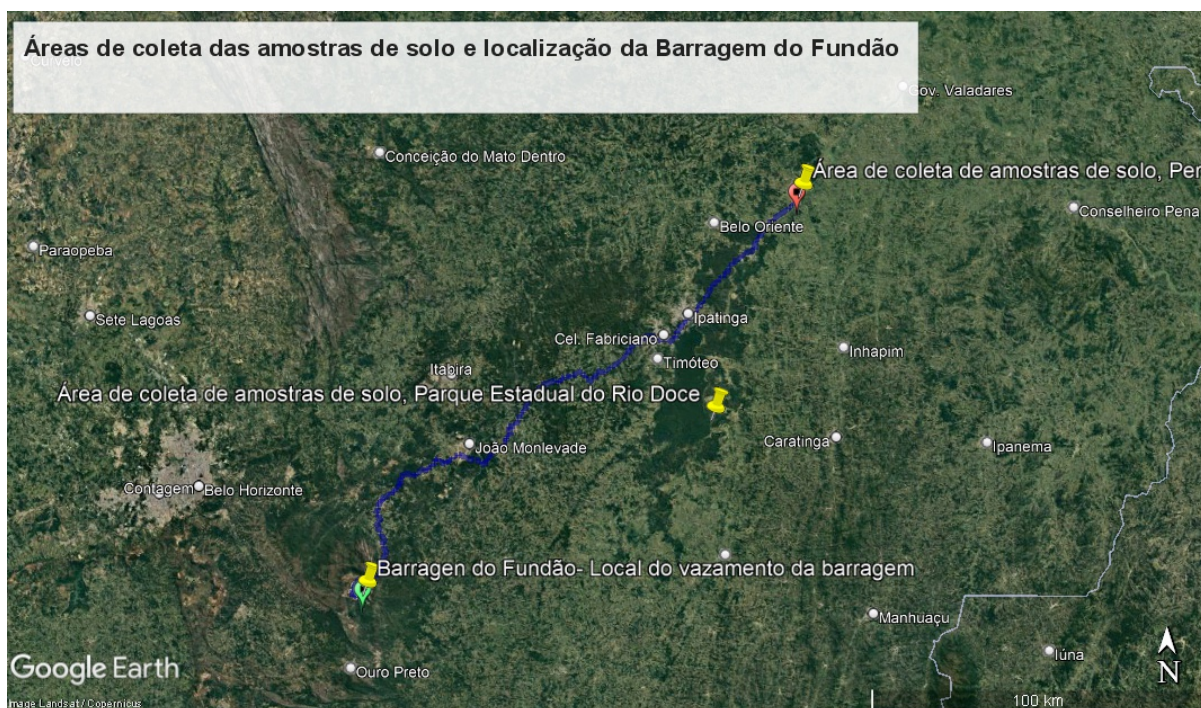 Áreas de coleta das amostras de solo e localização da Barragem do Fundão
Curvelo
Gov. Valadares
Conceição do Mato Dentro
Área de coleta de amostras de solo, Per
Conselheiro Pena
Belo Oriente
Paraopeba
Sete Lagoas
Ipatinga
Cel. Fabriciano
Inhapim
Timóteo
Itabira
Área de coleta de amostras de solo, Parque Estadual do Rio Doce
Caratinga
Ipanema
João Monlevade
Contagem
Belo Horizonte
Barragen do Fundão- Local do vazamento da barragem
Manhuaçu
Iúna
Ouro Preto
Google Earth
N
Image Landsat / Copernicus
100 km